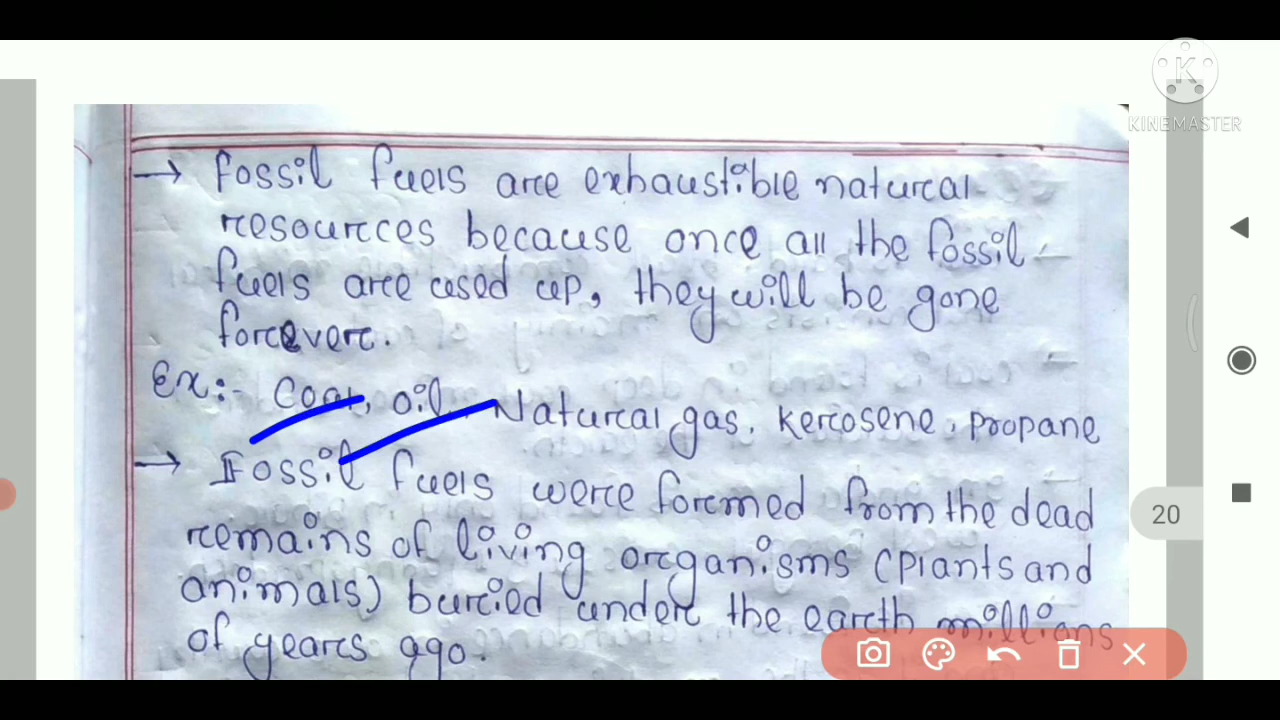 KINEMASTER
→ Fossil fuels are exhaustible natural
resources because once all the fossil
fuels are used up, they will be gone
forever.
Ex:- Coal, oil, Natural gas, kerosene, propane
→ Fossil fuels were formed from the dead
remains of living organisms (plants and
animals) buried under the earth millions
of years ago.
20